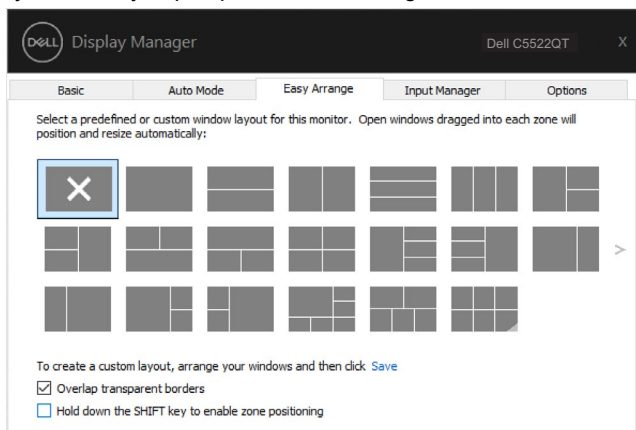 DELL Display Manager Dell C5522QT X
Basic Auto Mode Easy Arrange Input Manager Options
Select a predefined or custom window layout for this monitor. Open windows dragged into each zone will
position and resize automatically:
To create a custom layout, arrange your windows and then click Save
Overlap transparent borders
Hold down the SHIFT key to enable zone positioning